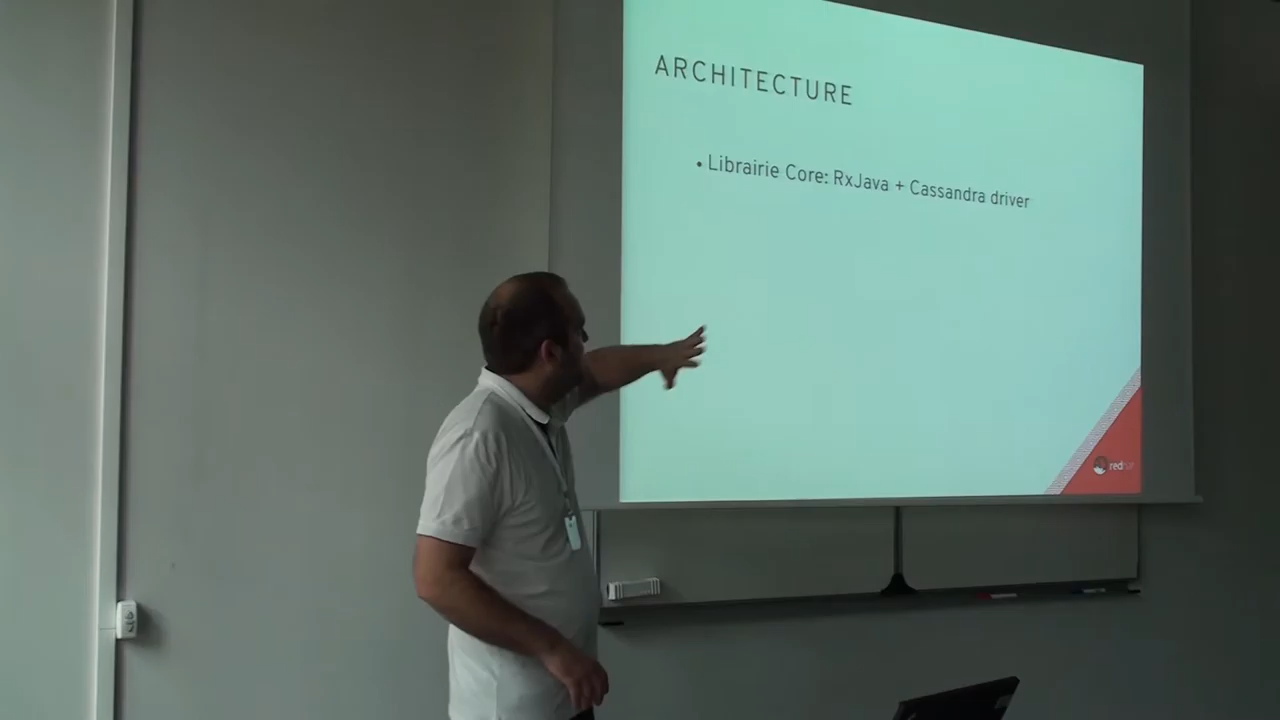 ARCHITECTURE
• Librairie Core: RxJava + Cassandra driver
redhat